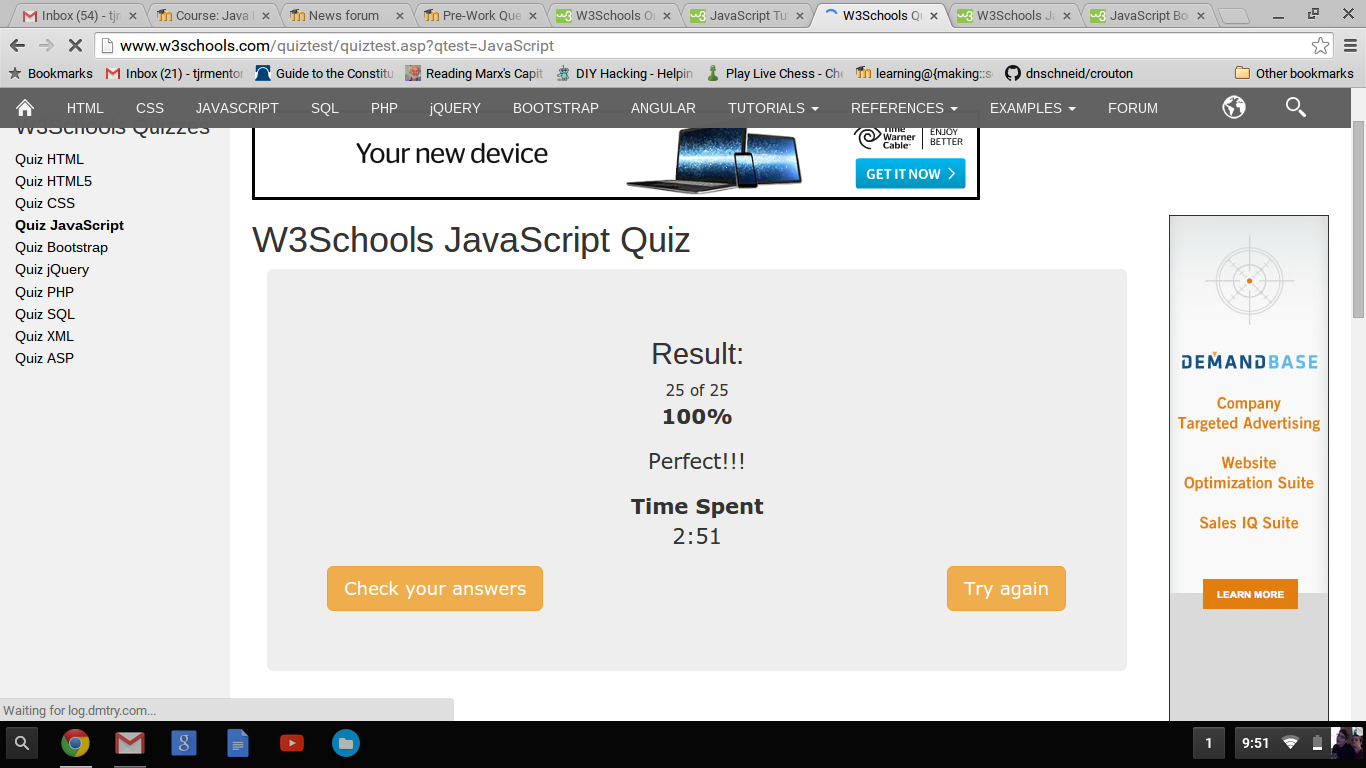 Inbox (54) - tjr
Course: Java
News forum
Pre-Work Que
W3Schools O
JavaScript Tu
W3Schools Q
W3Schools Ja
JavaScript Bo
www.w3schools.com/quiztest/quiztest.asp?qtest=JavaScript
Bookmarks
Inbox (21) - tjrmentor
Guide to the Constitu
Reading Marx's Capit
DIY Hacking - Helpin
Play Live Chess - Che
learning@{making::s
dnschneid/crouton
Other bookmarks
HTML CSS JAVASCRIPT SQL PHP jQUERY BOOTSTRAP ANGULAR TUTORIALS REFERENCES EXAMPLES FORUM
W3Schools Quizzes
Quiz HTML
Quiz HTML5
Quiz CSS
Quiz JavaScript
Quiz Bootstrap
Quiz jQuery
Quiz PHP
Quiz SQL
Quiz XML
Quiz ASP
Your new device
Time Warner
Cable
ENJOY
BETTER
GET IT NOW
W3Schools JavaScript Quiz
Result:
25 of 25
100%
Perfect!!!
Time Spent
2:51
Check your answers
Try again
DEMANDBASE
Company
Targeted Advertising
Website
Optimization Suite
Sales IQ Suite
LEARN MORE
Waiting for log.dmtry.com...
1
9:51